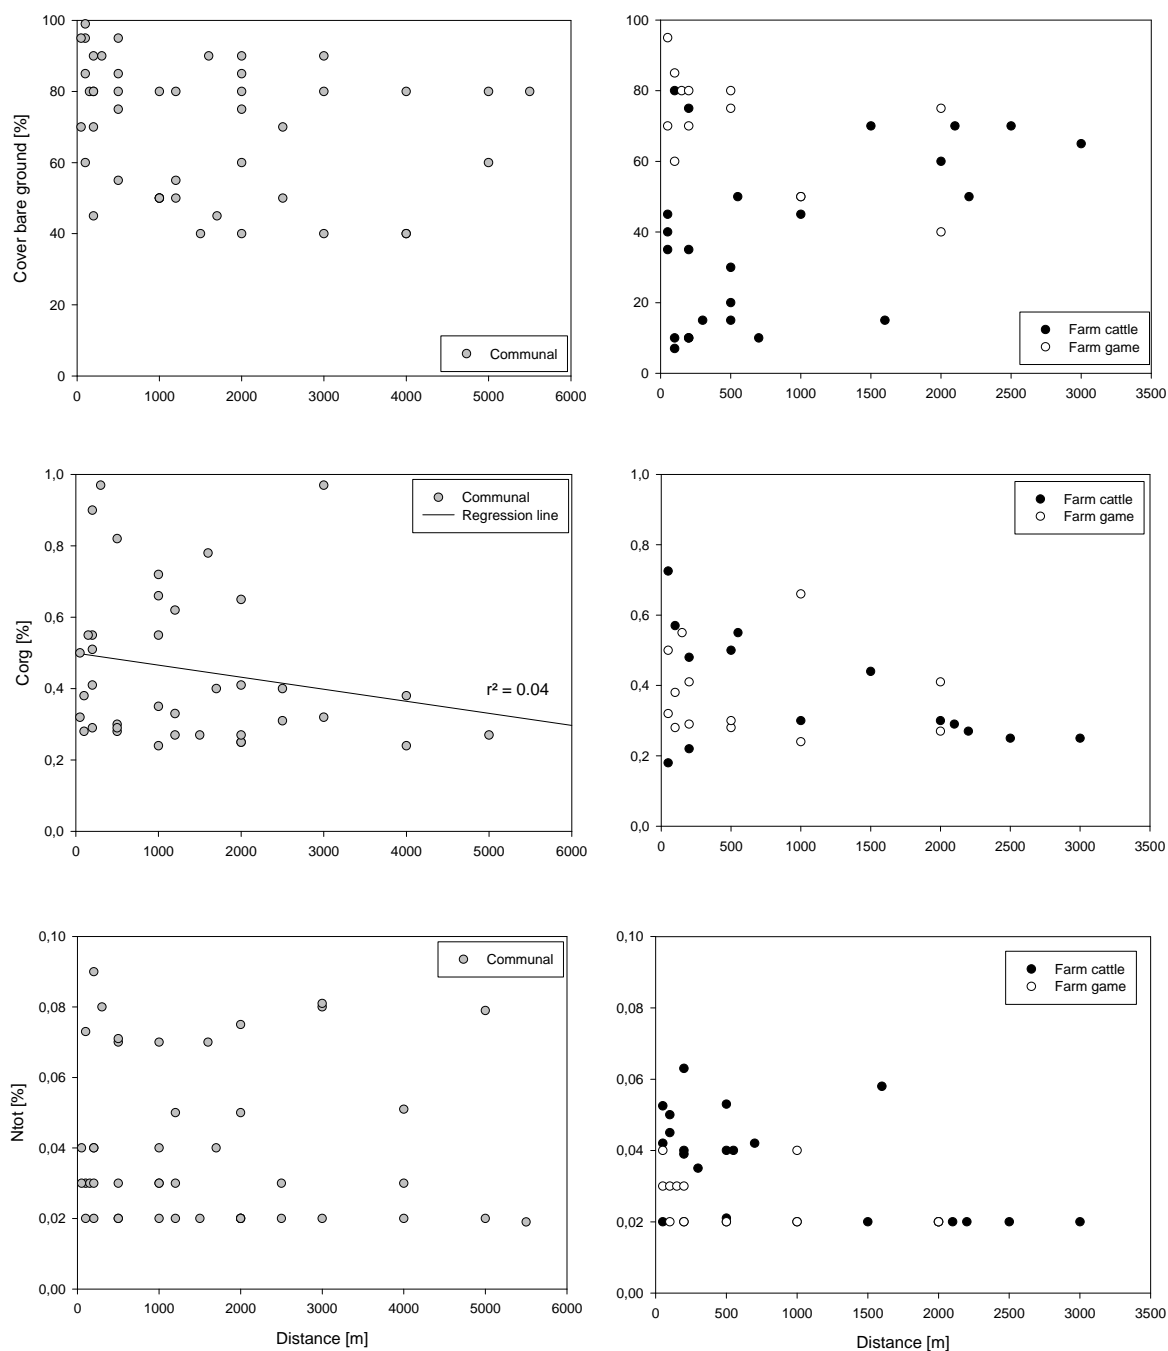 100
80
60
40
20
0
Cover bare ground [%]
Communal
0 1000 2000 3000 4000 5000 6000
100
80
60
40
20
0
Farm cattle
Farm game
0 500 1000 1500 2000 2500 3000 3500
1,0
0,8
0,6
0,4
0,2
0,0
Corg [%]
Communal
Regression line
r² = 0.04
0 1000 2000 3000 4000 5000 6000
1,0
0,8
0,6
0,4
0,2
0,0
Farm cattle
Farm game
0 500 1000 1500 2000 2500 3000 3500
0,10
0,08
0,06
0,04
0,02
0,00
Ntot [%]
Communal
0 1000 2000 3000 4000 5000 6000
Distance [m]
0,10
0,08
0,06
0,04
0,02
0,00
Farm cattle
Farm game
0 500 1000 1500 2000 2500 3000 3500
Distance [m]